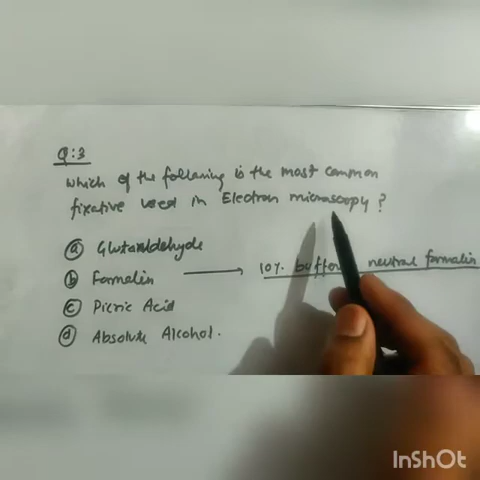 Q:3
Which of the following is the most common
fixative used in Electron microscopy ?
(a) Glutaraldehyde
(b) Formalin → 10%. buffer neutral formalin
(c) Picric Acid
(d) Absolute Alcohol.
InShOt